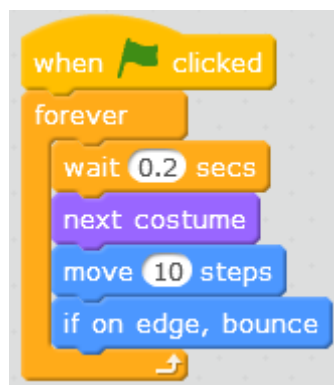 when clicked
forever
wait 0.2 secs
next costume
move 10 steps
if on edge, bounce